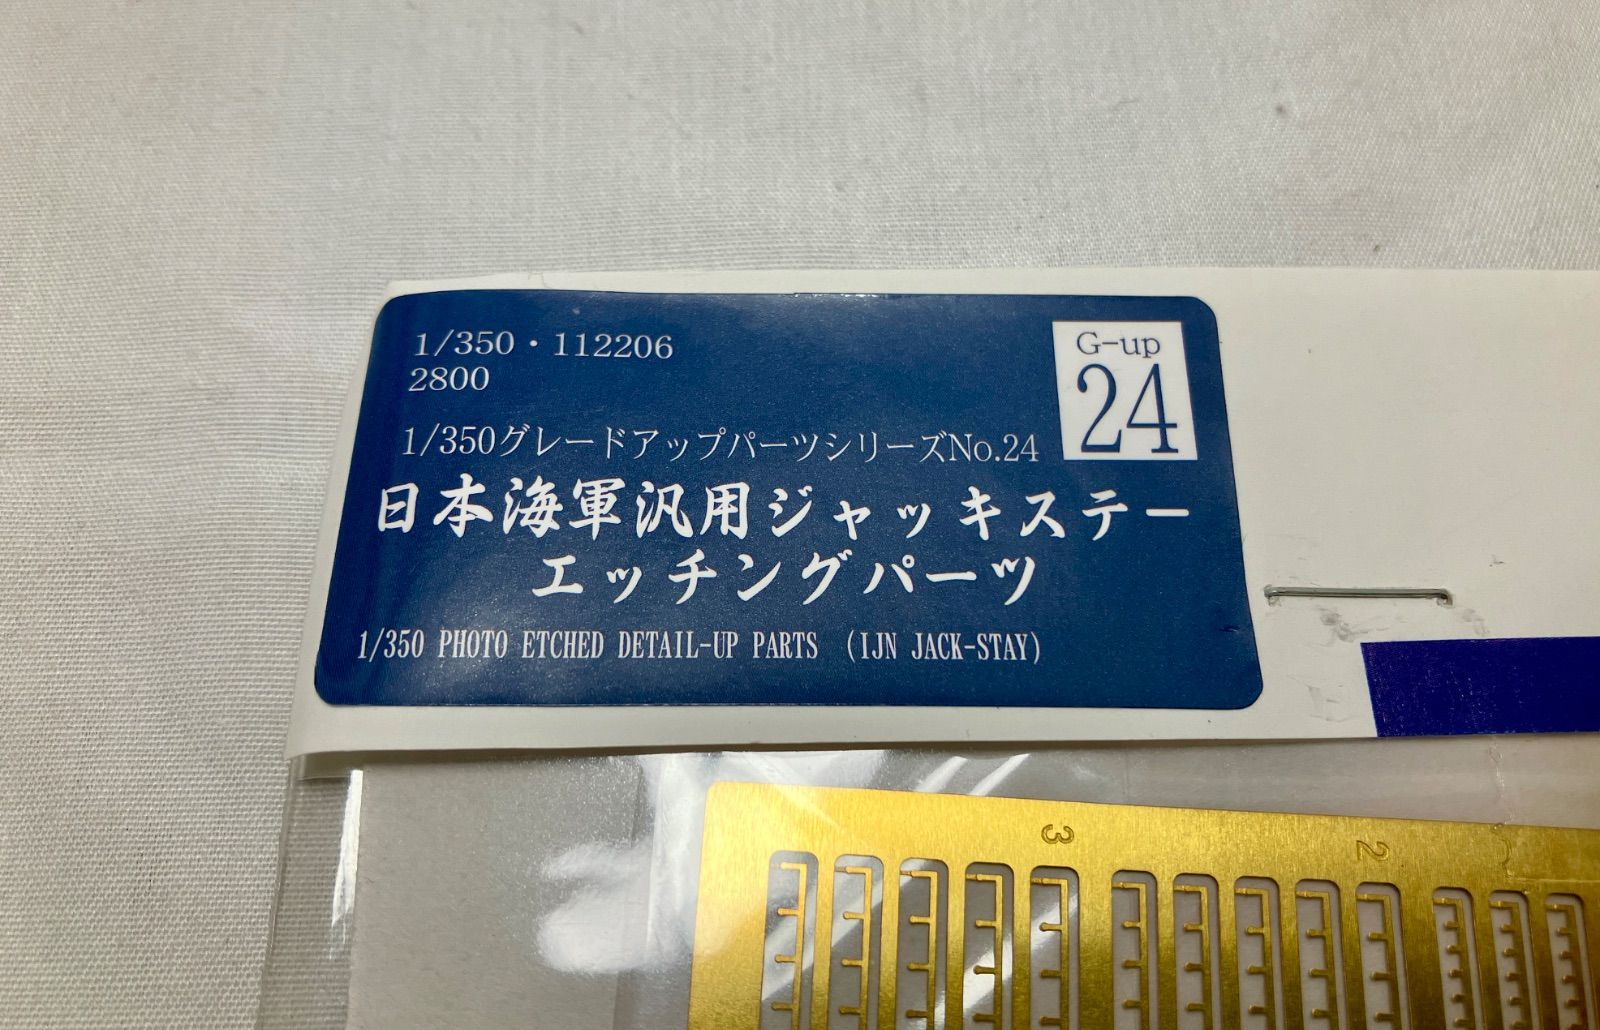 1/350・112206
2800
G-up
24
1/350グレードアップパーツシリーズNo.24
日本海軍汎用ジャッキステー
エッチングパーツ
1/350 PHOTO ETCHED DETAIL-UP PARTS （IJN JACK-STAY）
3
2